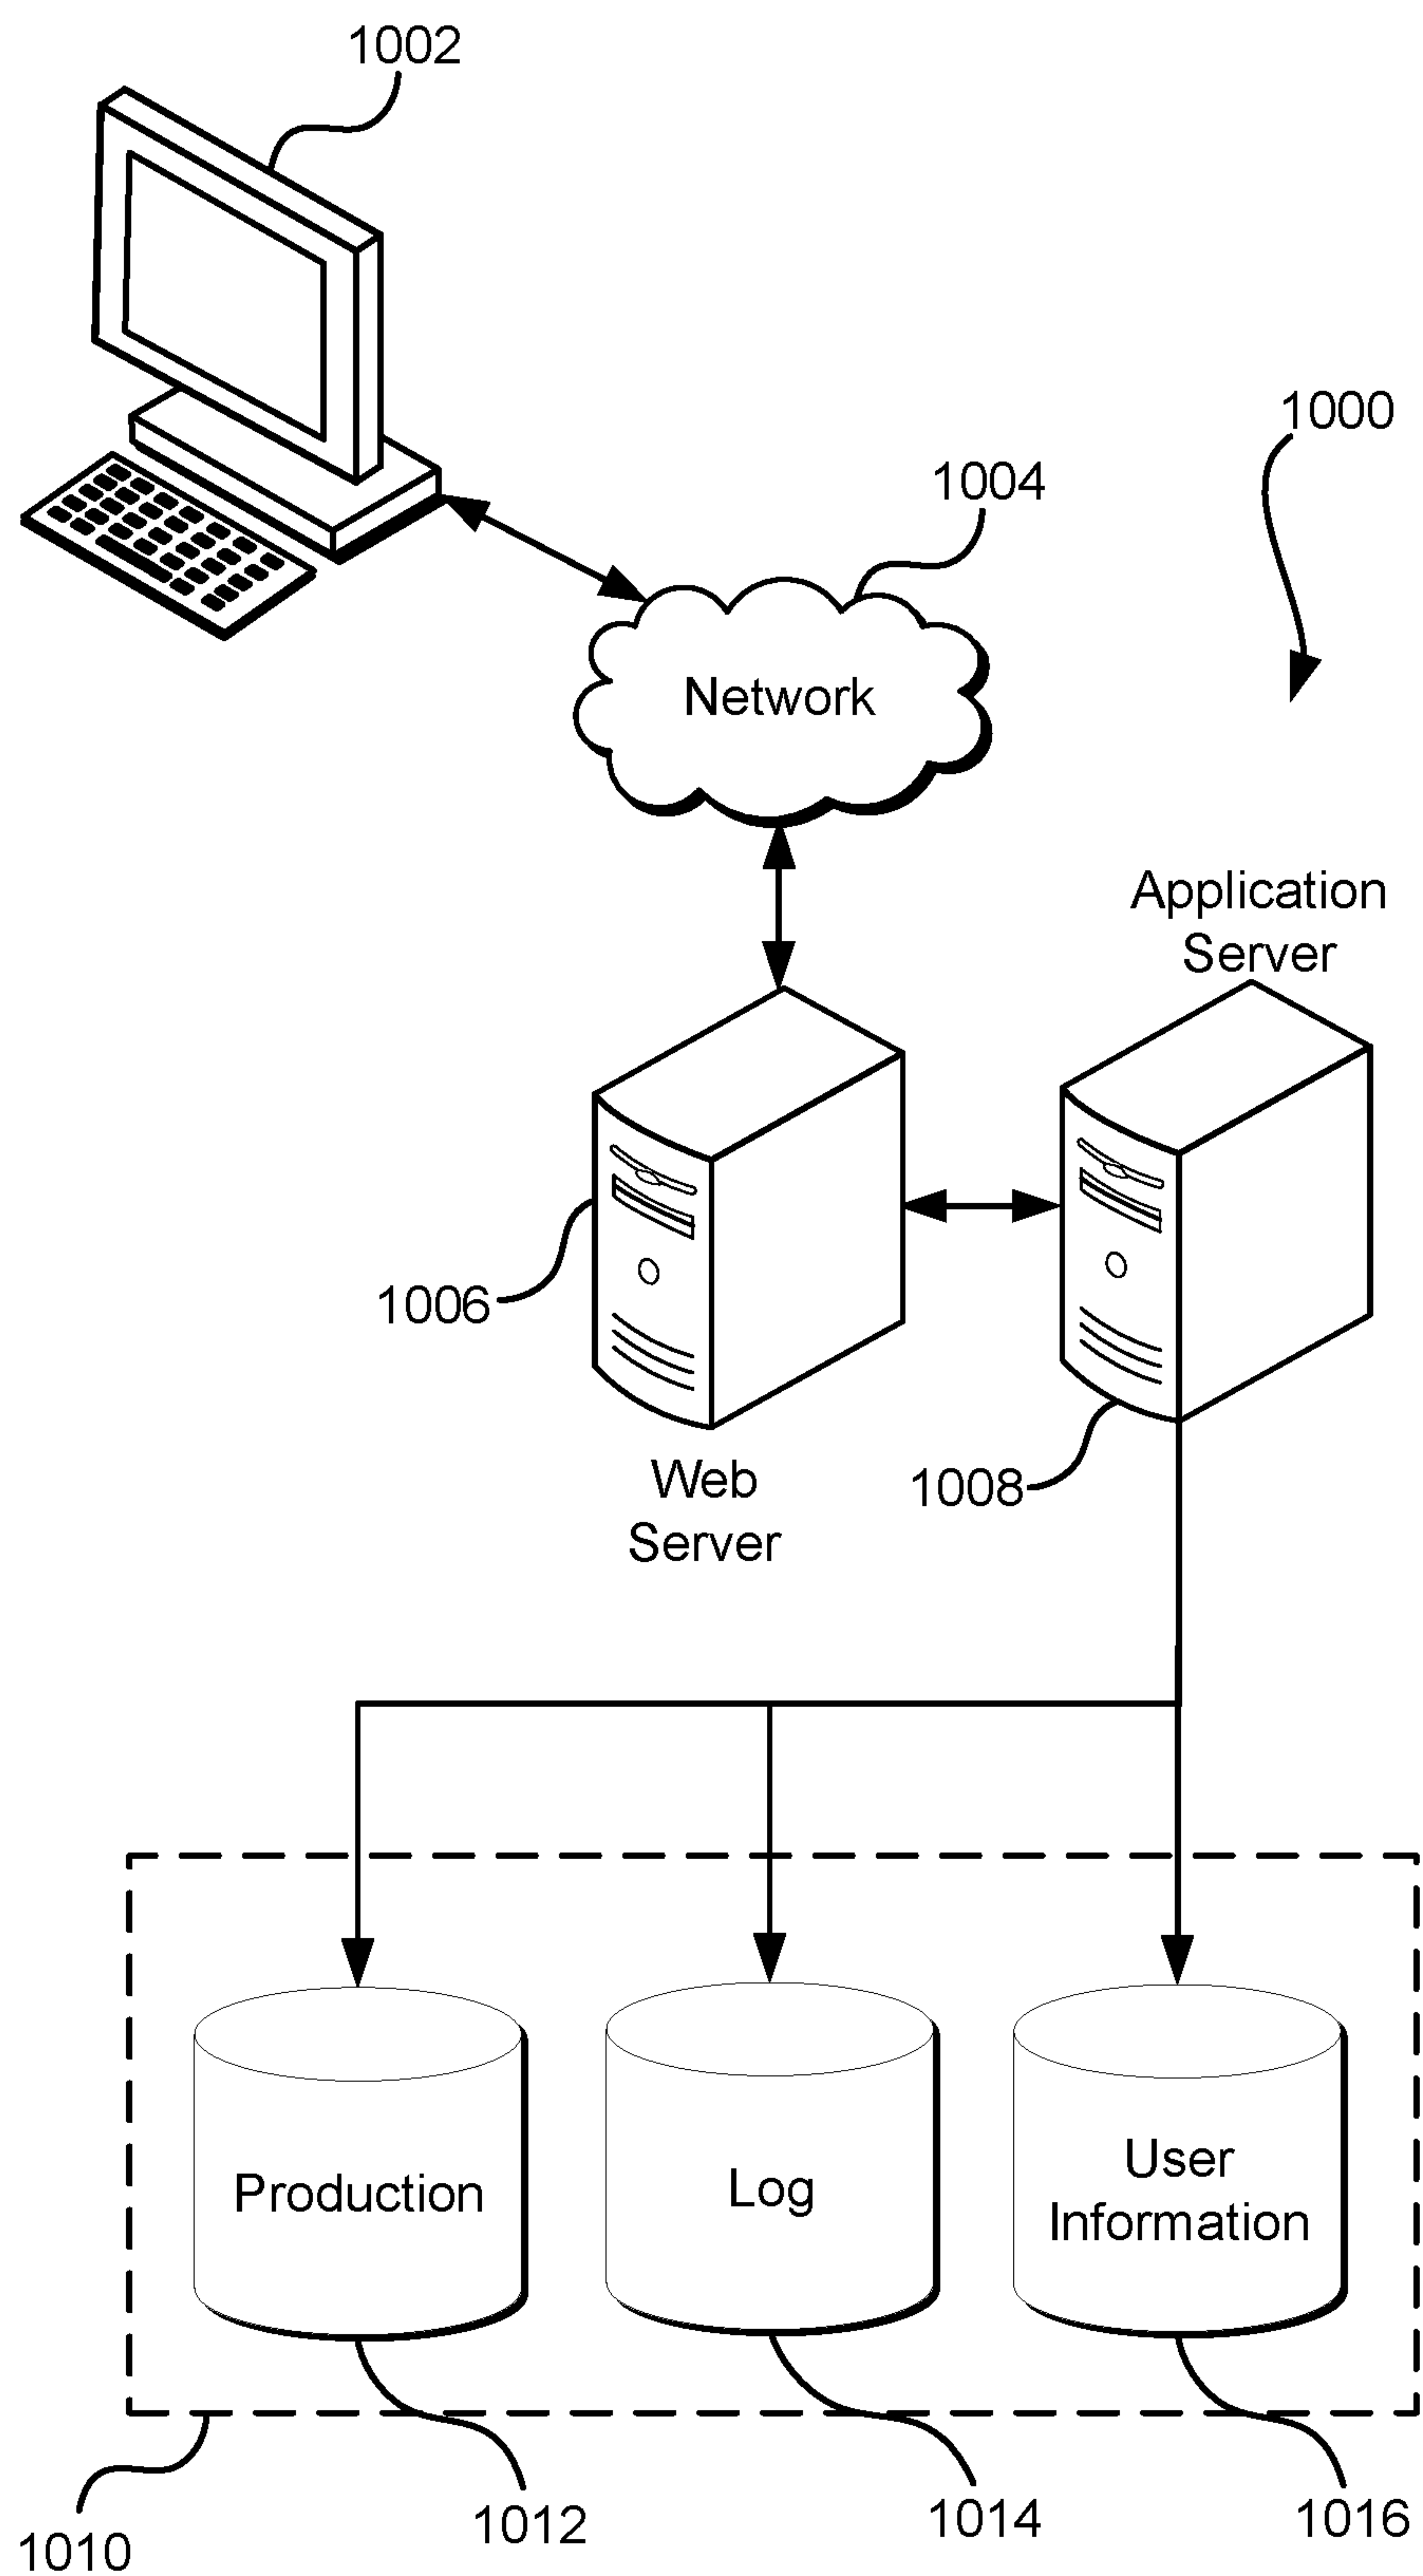 1002
1000
1004
Network
Application
Server
1006
1008
Web
Server
Production
Log
User
Information
1010
1012
1014
1016